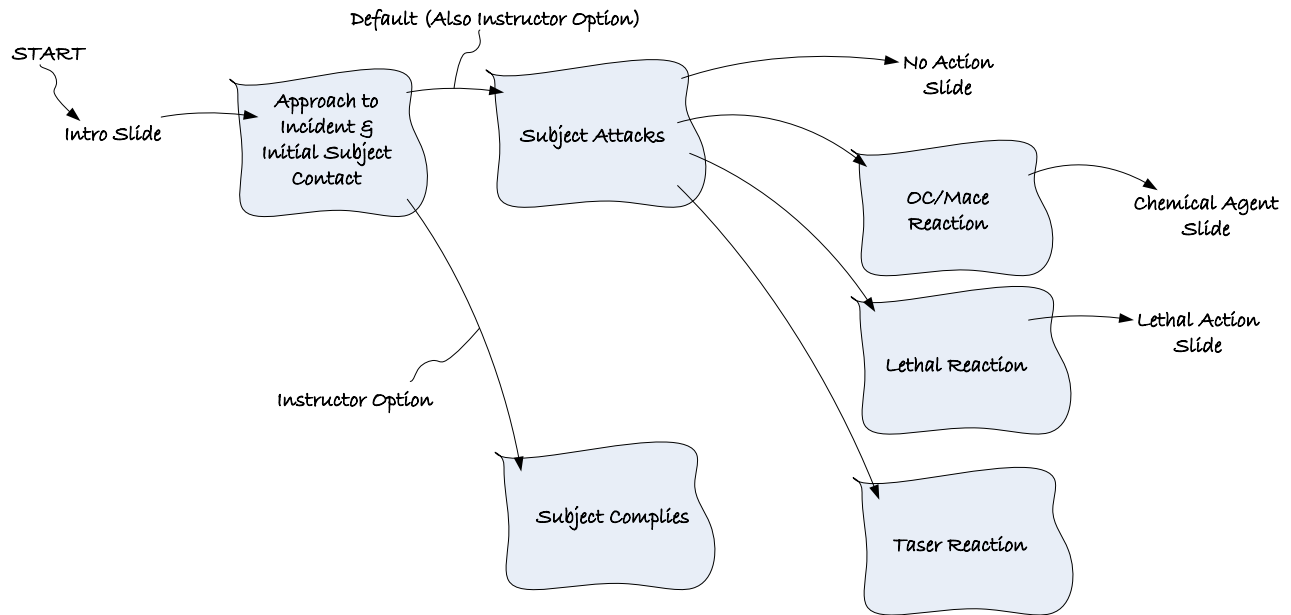 Default (Also Instructor Option)
START
Intro Slide
Approach to
Incident &
Initial Subject
Contact
Subject Attacks
No Action
Slide
OC/Mace
Reaction
Chemical Agent
Slide
Lethal Reaction
Lethal Action
Slide
Instructor Option
Subject Complies
Taser Reaction